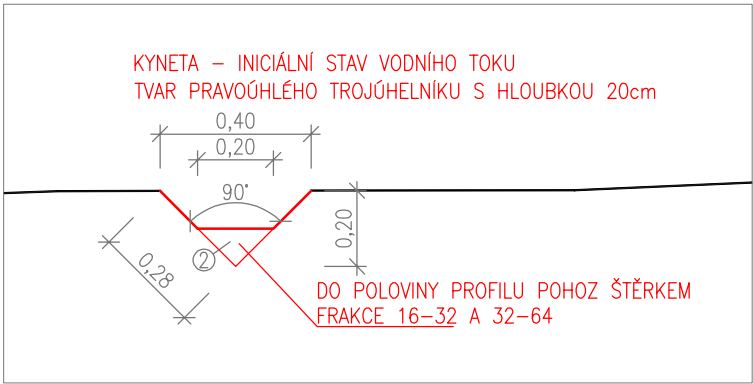 KYNETA – INICIÁLNÍ STAV VODNÍHO TOKU
TVAR PRAVOÚHLÉHO TROJÚHELNÍKU S HLOUBKOU 20cm
0,40
0,20
90°
0,20
2
0,28
DO POLOVINY PROFILU POHOZ ŠTĚRKEM
FRAKCE 16–32 A 32–64